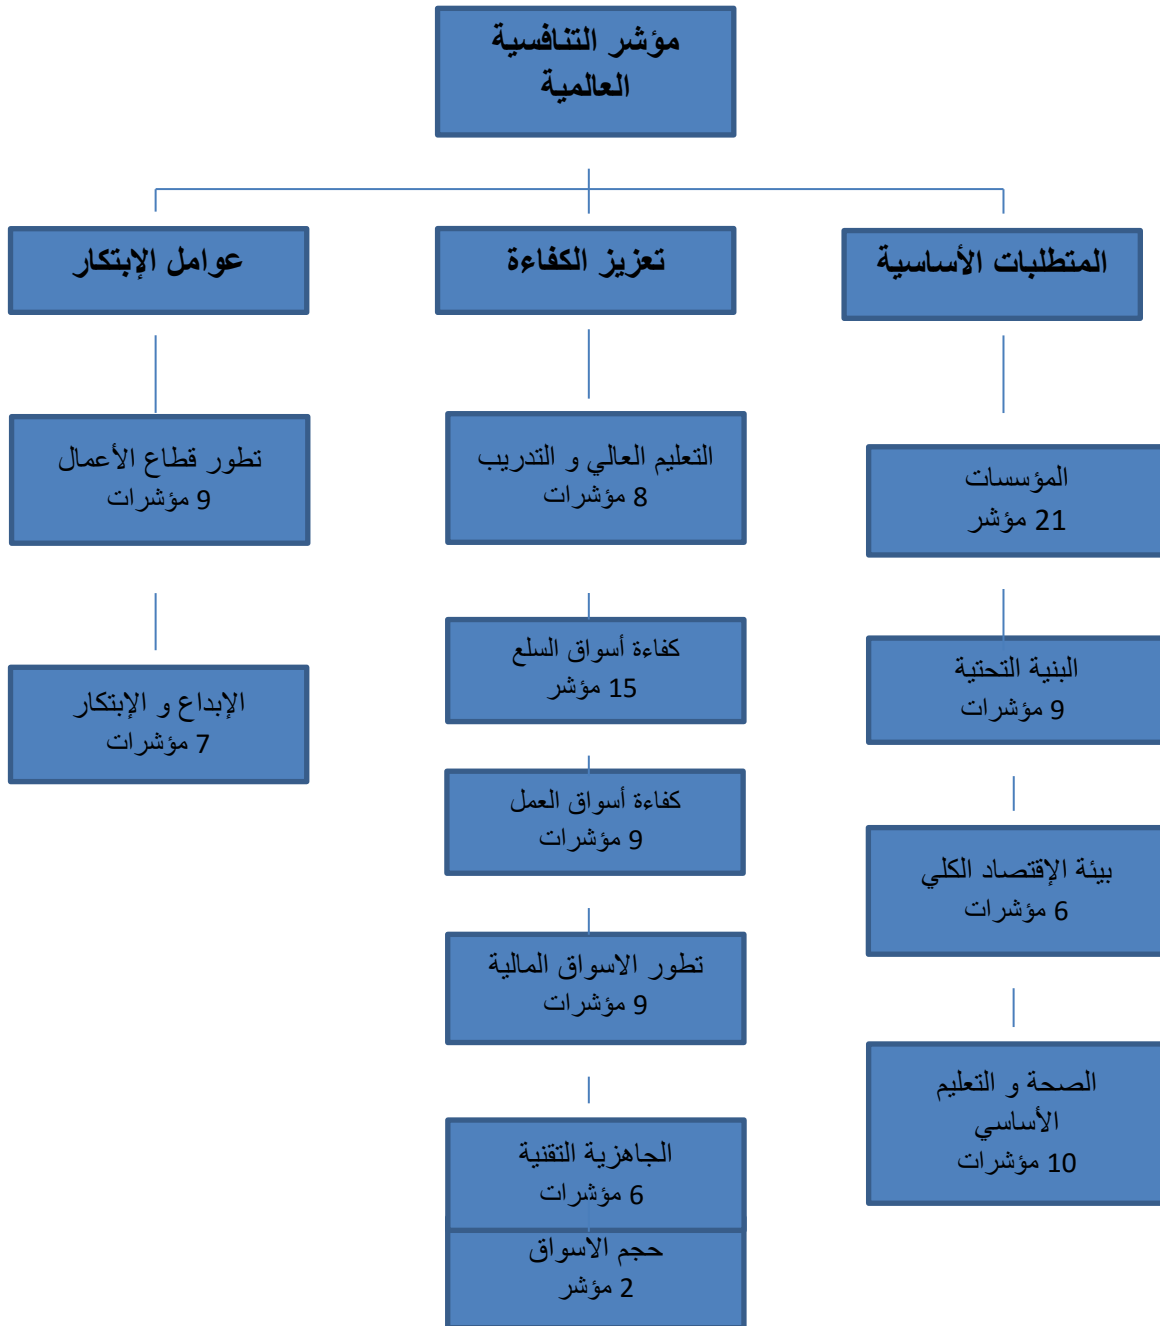 مؤشر التنافسية
العالمية
المتطلبات الأساسية
تعزيز الكفاءة
عوامل الإبتكار
المؤسسات
21 مؤشر
البنية التحتية
9 مؤشرات
بيئة الإقتصاد الكلي
6 مؤشرات
الصحة و التعليم
الأساسي
10 مؤشرات
التعليم العالي و التدريب
8 مؤشرات
كفاءة أسواق السلع
15 مؤشر
كفاءة أسواق العمل
9 مؤشرات
تطور الاسواق المالية
9 مؤشرات
الجاهزية التقنية
6 مؤشرات
حجم الاسواق
2 مؤشر
تطور قطاع الأعمال
9 مؤشرات
الإبداع و الإبتكار
7 مؤشرات